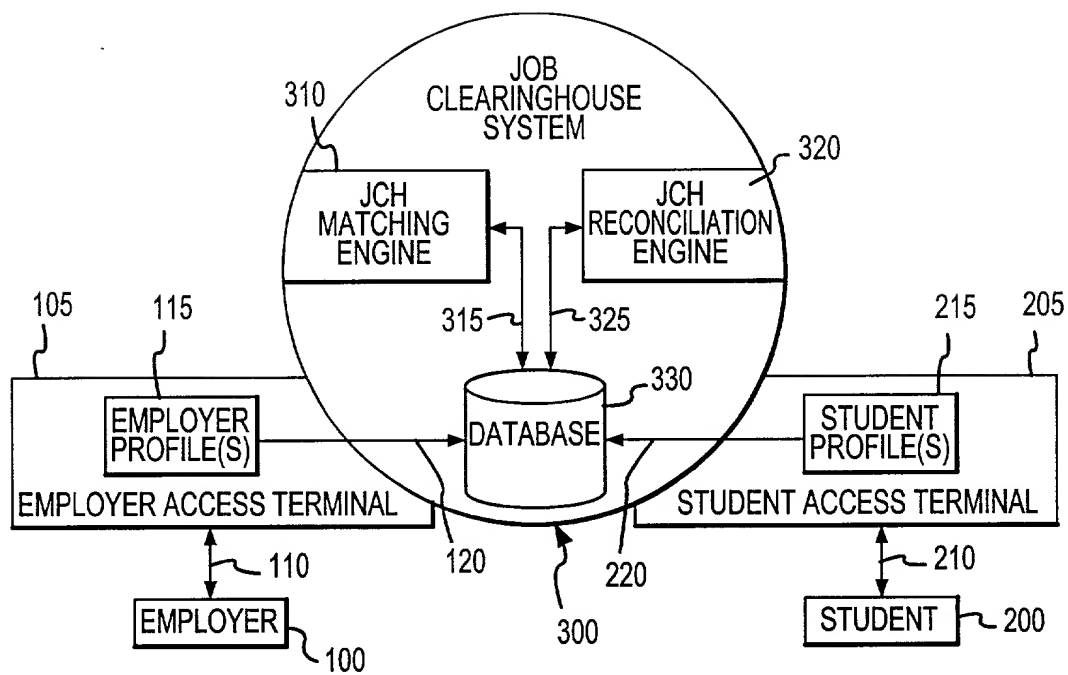 JOB
CLEARINGHOUSE
SYSTEM
310
320
JCH
MATCHING
ENGINE
JCH
RECONCILIATION
ENGINE
105
115
315
325
215
205
330
EMPLOYER
PROFILE(S)
DATABASE
STUDENT
PROFILE(S)
EMPLOYER ACCESS TERMINAL
STUDENT ACCESS TERMINAL
110
120
220
210
300
EMPLOYER
100
STUDENT
200